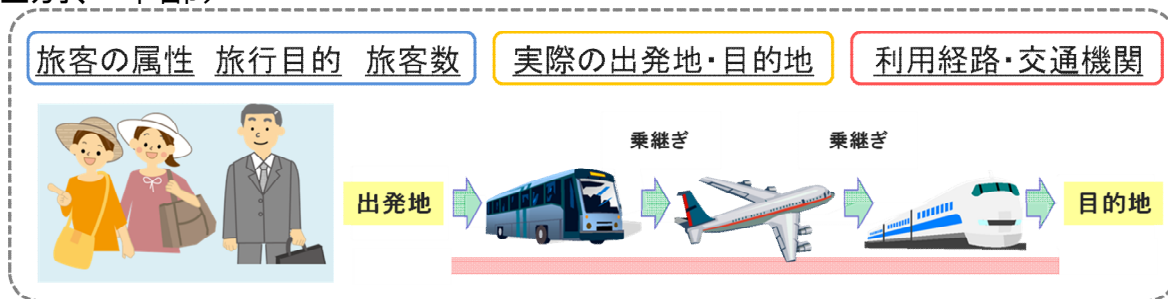 旅客の属性 旅行目的 旅客数
実際の出発地・目的地
利用経路・交通機関
乗継ぎ
乗継ぎ
出発地
目的地